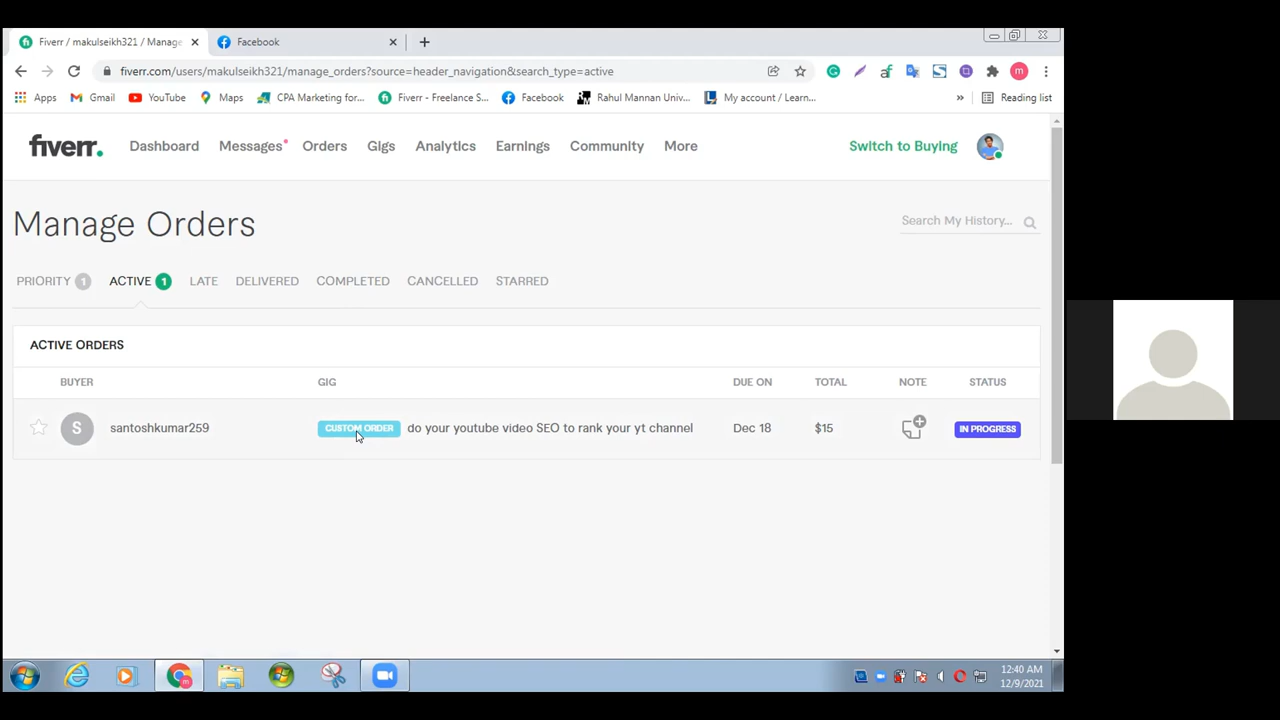 Fiverr / makulseikh321 / Manage
Facebook
fiverr.com/users/makulseikh321/manage_orders?source=header_navigation&search_type=active
Apps Gmail YouTube Maps CPA Marketing for... Fiverr - Freelance S... Facebook Rahul Mannan Univ... My account / Learn... » Reading list
fiverr. Dashboard Messages Orders Gigs Analytics Earnings Community More Switch to Buying
Manage Orders
Search My History...
PRIORITY 1 ACTIVE 1 LATE DELIVERED COMPLETED CANCELLED STARRED
ACTIVE ORDERS
BUYER GIG DUE ON TOTAL NOTE STATUS
S santoshkumar259 CUSTOM ORDER do your youtube video SEO to rank your yt channel Dec 18 $15 IN PROGRESS
12:40 AM
12/9/2021